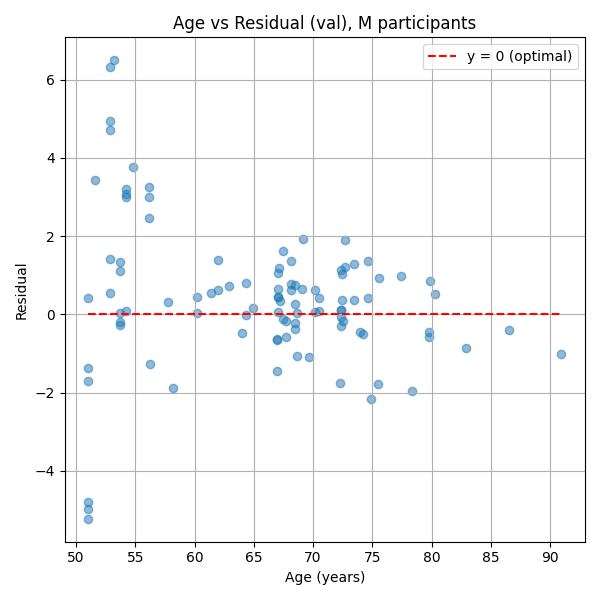 Age vs Residual (val), M participants
y = 0 (optimal)
6
4
2
0
−2
−4
Residual
50 55 60 65 70 75 80 85 90
Age (years)